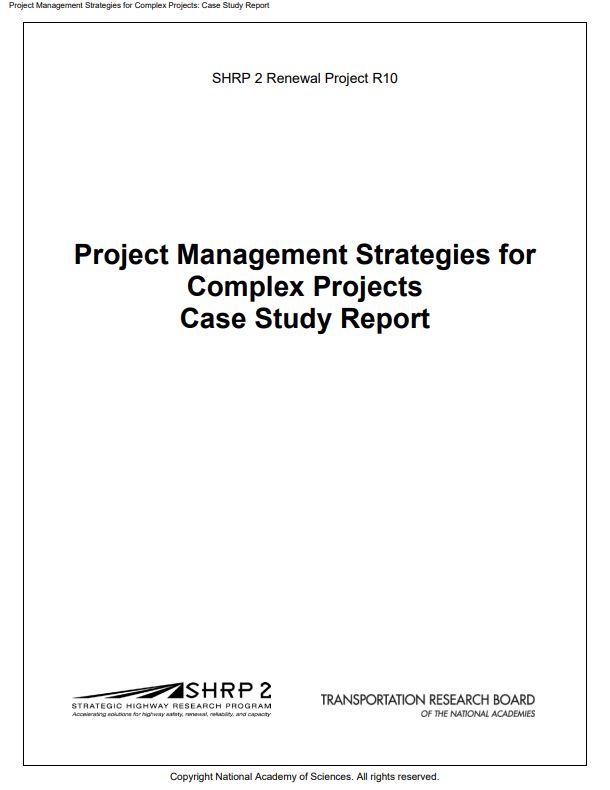 Project Management Strategies for Complex Projects: Case Study Report
SHRP 2 Renewal Project R10
Project Management Strategies for
Complex Projects
Case Study Report
SHRP 2
STRATEGIC HIGHWAY RESEARCH PROGRAM
Accelerating solutions for highway safety, renewal, reliability, and capacity
TRANSPORTATION RESEARCH BOARD
OF THE NATIONAL ACADEMIES
Copyright National Academy of Sciences. All rights reserved.